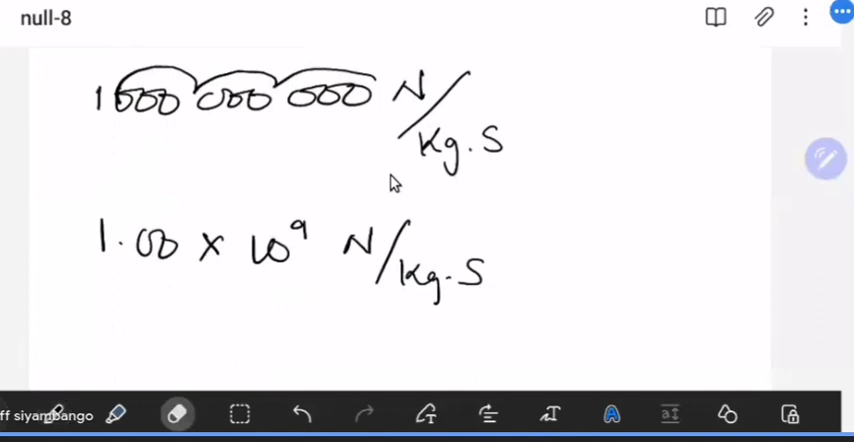 null-8
1 000 000 000 N/Kg.S
1.00 x 10⁹ N/Kg.S
ff siyambango